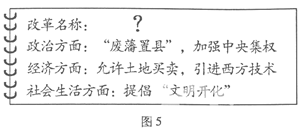 改革名称： ？
政治方面：“废藩置县”，加强中央集权
经济方面：允许土地买卖，引进西方技术
社会生活方面：提倡“文明开化”
图5